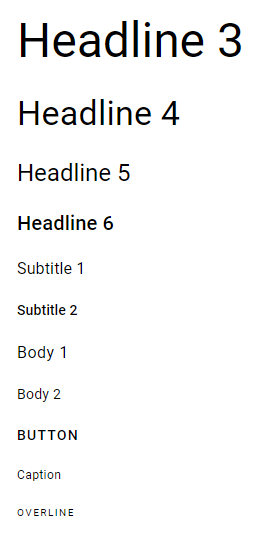 Headline 3
Headline 4
Headline 5
Headline 6
Subtitle 1
Subtitle 2
Body 1
Body 2
BUTTON
Caption
OVERLINE